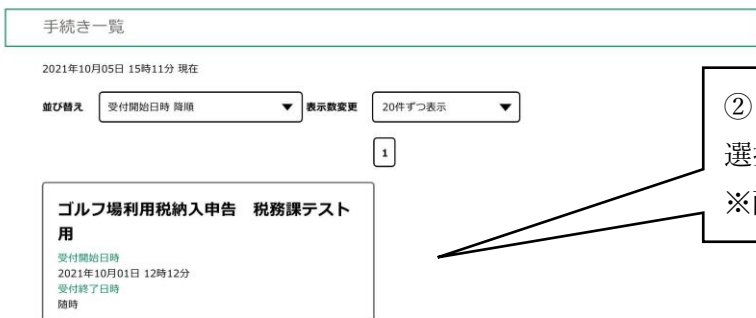 手続き一覧
2021年10月05日 15時11分 現在
並び替え 受付開始日時 降順 ▼ 表示数変更 20件ずつ表示 ▼
1
②
選
※
ゴルフ場利用税納入申告 税務課テスト
用
受付開始日時
2021年10月01日 12時12分
受付終了日時
随時